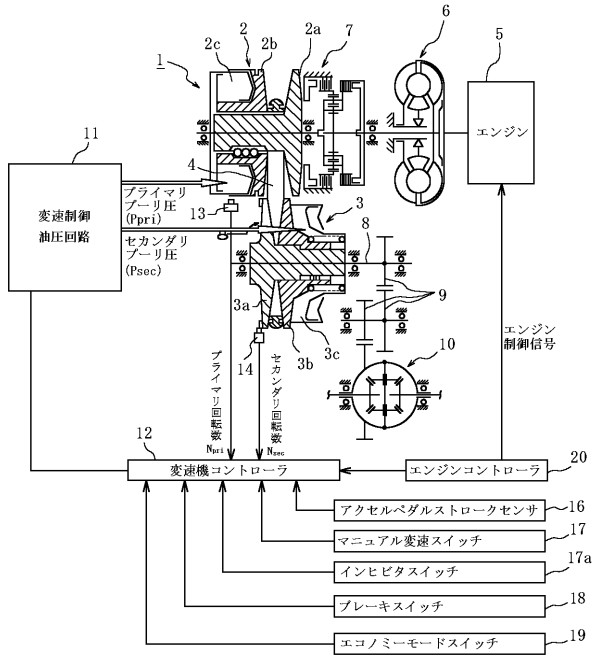 6
2
2c
2b
2a
7
5
1
エンジン
11
4
変速制御
油圧回路
プライマリ
プーリ圧
(Ppri)
13
3
セカンダリ
プーリ圧
(Psec)
8
9
3a
3b
3c
14
10
エンジン
制御信号
プライマリ回転数
Npri
セカンダリ回転数
Nsec
12
変速機コントローラ
エンジンコントローラ
20
アクセルペダルストロークセンサ
16
マニュアル変速スイッチ
17
インヒビタスイッチ
17a
ブレーキスイッチ
18
エコノミーモードスイッチ
19